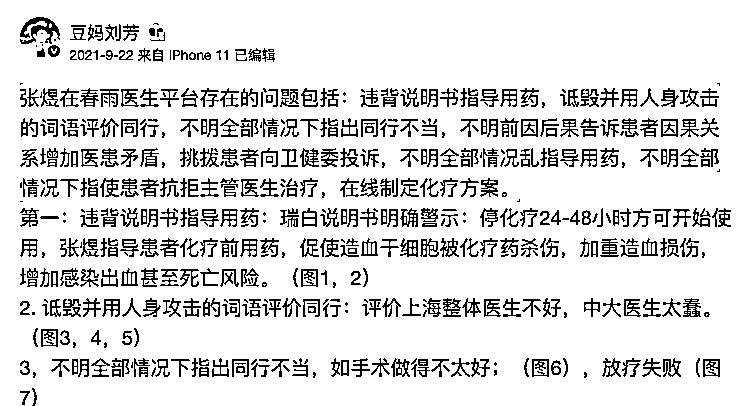 豆妈刘芳
2021-9-22 来自 iPhone 11 已编辑
张煜在春雨医生平台存在的问题包括：违背说明书指导用药，诋毁并用人身攻击
的词语评价同行，不明全部情况下指出同行不当，不明前因后果告诉患者因果关
系增加医患矛盾，挑拨患者向卫健委投诉，不明全部情况乱指导用药，不明全部
情况下指使患者抗拒主管医生治疗，在线制定化疗方案。
第一：违背说明书指导用药：瑞白说明书明确警示：停化疗24-48小时方可开始使
用，张煜指导患者化疗前用药，促使造血干细胞被化疗药杀伤，加重造血损伤，
增加感染出血甚至死亡风险。（图1，2）
2. 诋毁并用人身攻击的词语评价同行：评价上海整体医生不好，中大医生太蠢。
（图3，4，5）
3，不明全部情况下指出同行不当，如手术做得不太好；（图6），放疗失败（图
7）